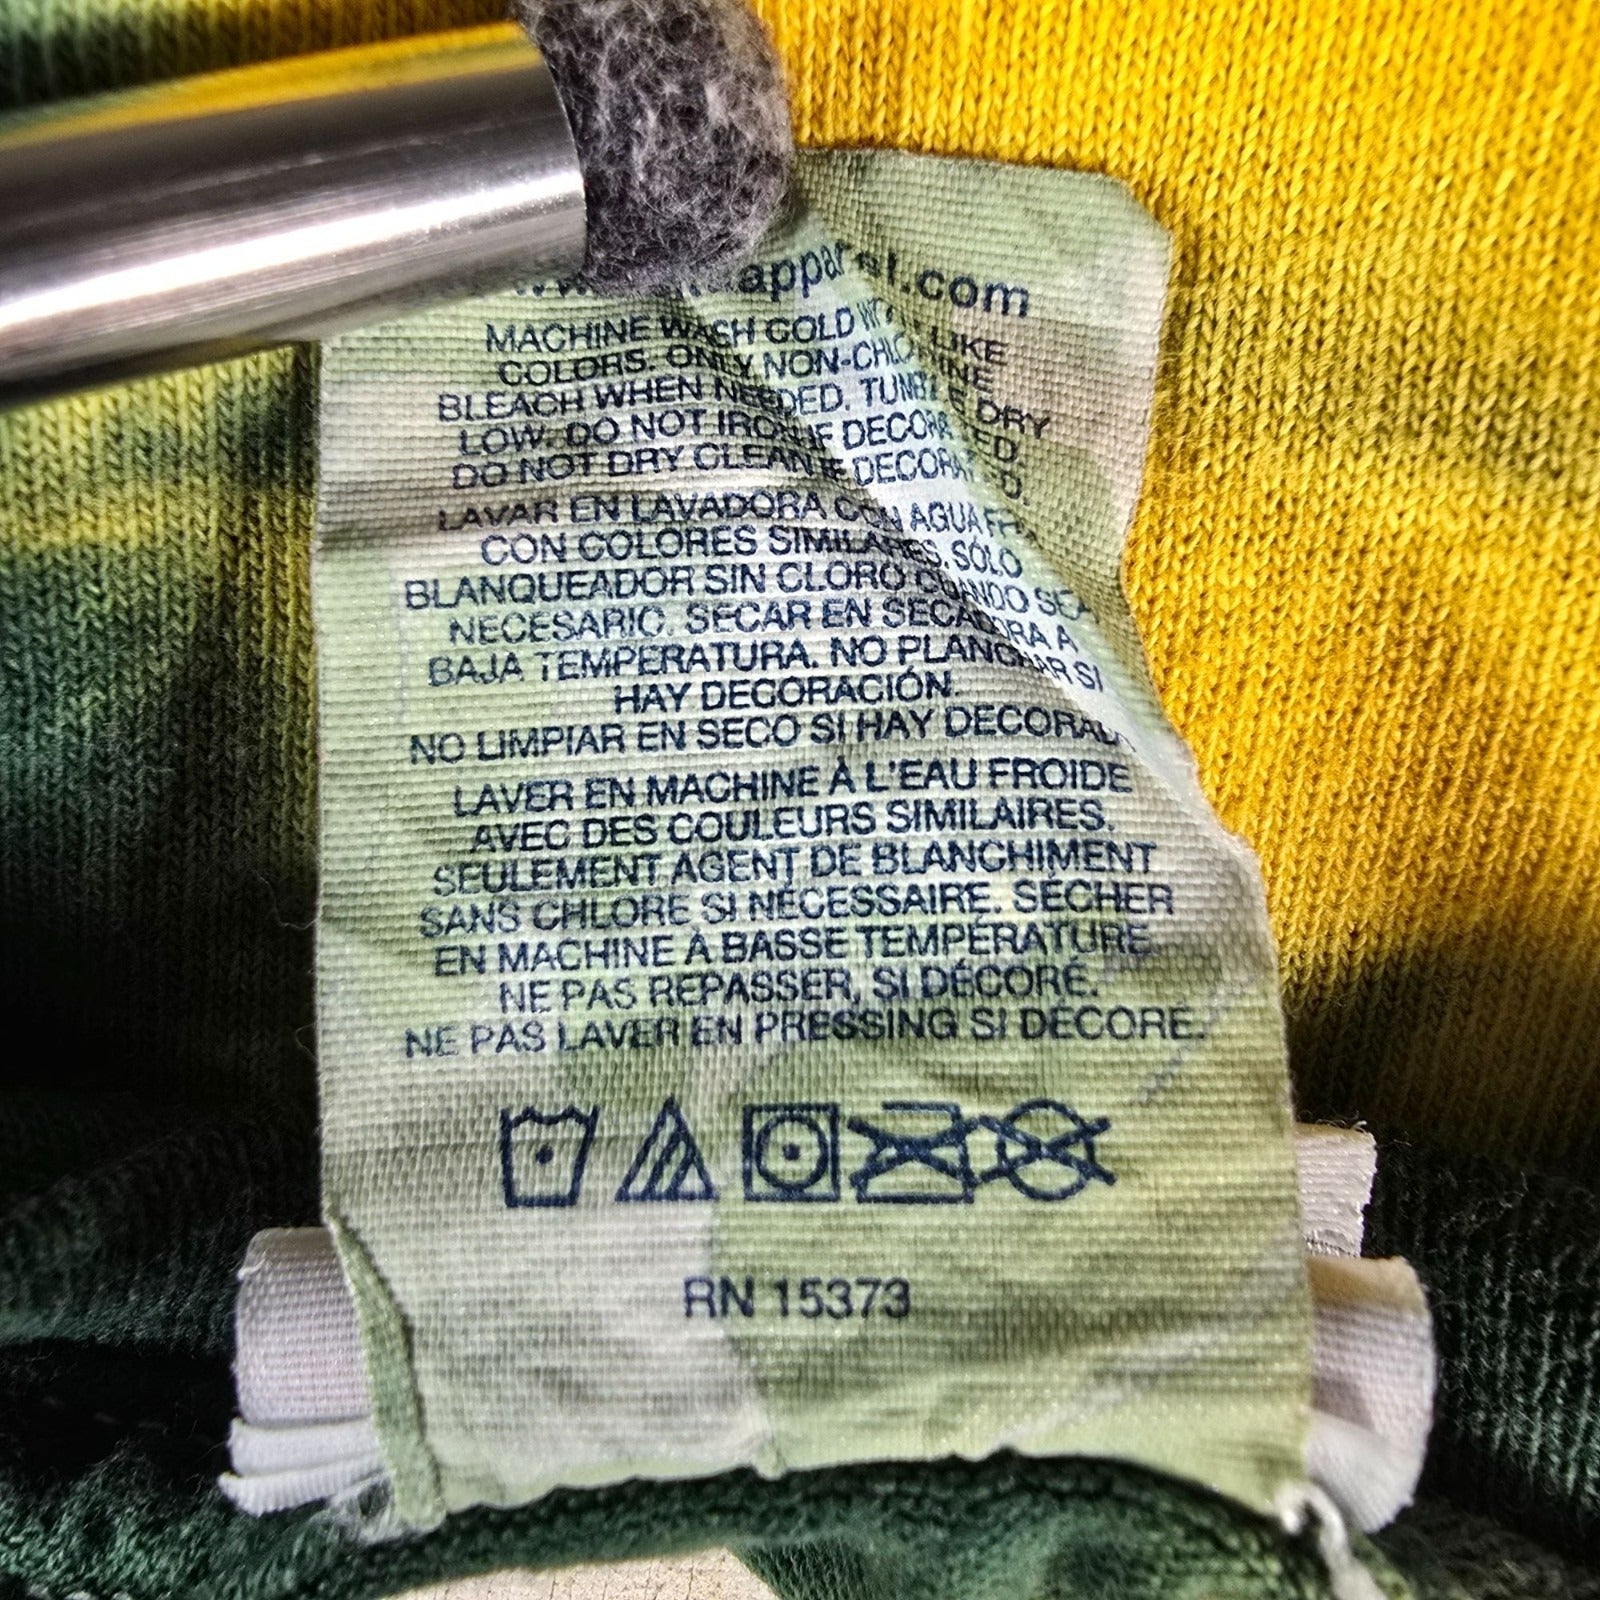 apparel.com
MACHINE WASH COLD WITH LIKE
COLORS. ONLY NON-CHLORINE
BLEACH WHEN NEEDED. TUMBLE DRY
LOW. DO NOT IRON IF DECORATED.
DO NOT DRY CLEAN IF DECORATED.
LAVAR EN LAVADORA CON AGUA
CON COLORES SIMILARES. SÓLO
BLANQUEADOR SIN CLORO CUANDO SEA
NECESARIO. SECAR EN SECADORA A
BAJA TEMPERATURA. NO PLANCHAR SI
HAY DECORACIÓN.
NO LIMPIAR EN SECO SI HAY
LAVER EN MACHINE À L'EAU FROIDE
AVEC DES COULEURS SIMILAIRES.
SEULEMENT AGENT DE BLANCHIMENT
SANS CHLORE SI NÉCESSAIRE. SÉCHER
EN MACHINE À BASSE TEMPÉRATURE.
NE PAS REPASSER, SI DÉCORÉ.
NE PAS LAVER EN PRESSING SI DÉCORÉ.
RN 15373